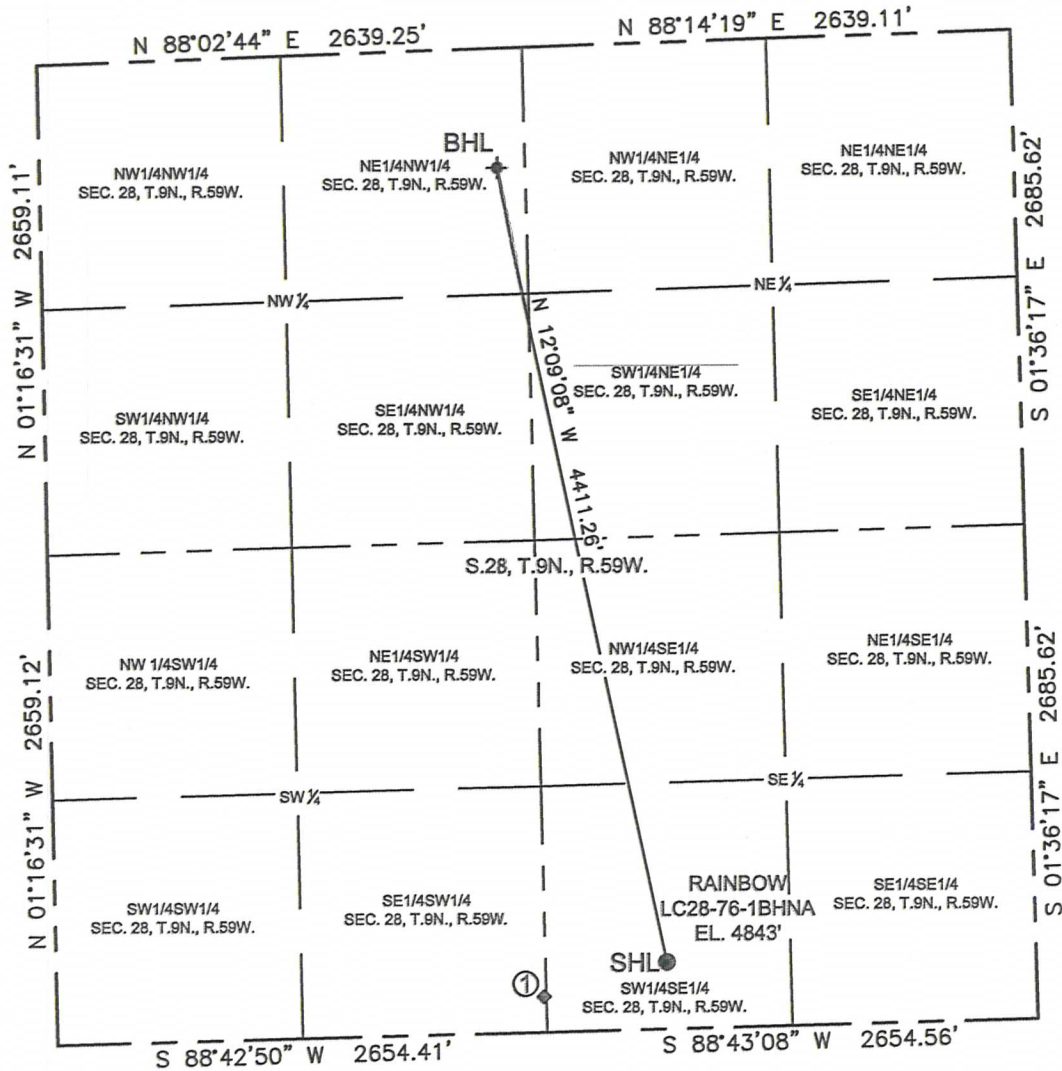 N 88°02'44" E 2639.25'
N 88°14'19" E 2639.11'
N 01°16'31" W 2659.11'
S 01°36'17" E 2685.62'
BHL
NW1/4NW1/4
SEC. 28, T.9N., R.59W.
NE1/4NW1/4
SEC. 28, T.9N., R.59W.
NW1/4NE1/4
SEC. 28, T.9N., R.59W.
NE1/4NE1/4
SEC. 28, T.9N., R.59W.
NW ¼
NE ¼
N 12°09'08" W 4411.26'
SW1/4NW1/4
SEC. 28, T.9N., R.59W.
SE1/4NW1/4
SEC. 28, T.9N., R.59W.
SW1/4NE1/4
SEC. 28, T.9N., R.59W.
SE1/4NE1/4
SEC. 28, T.9N., R.59W.
S.28, T.9N., R.59W.
N 01°16'31" W 2659.12'
S 01°36'17" E 2685.62'
NW 1/4SW1/4
SEC. 28, T.9N., R.59W.
NE1/4SW1/4
SEC. 28, T.9N., R.59W.
NW1/4SE1/4
SEC. 28, T.9N., R.59W.
NE1/4SE1/4
SEC. 28, T.9N., R.59W.
SW ¼
SE ¼
SW1/4SW1/4
SEC. 28, T.9N., R.59W.
SE1/4SW1/4
SEC. 28, T.9N., R.59W.
RAINBOW
LC28-76-1BHNA
EL. 4843'
SE1/4SE1/4
SEC. 28, T.9N., R.59W.
SHL
①
SW1/4SE1/4
SEC. 28, T.9N., R.59W.
S 88°42'50" W 2654.41'
S 88°43'08" W 2654.56'